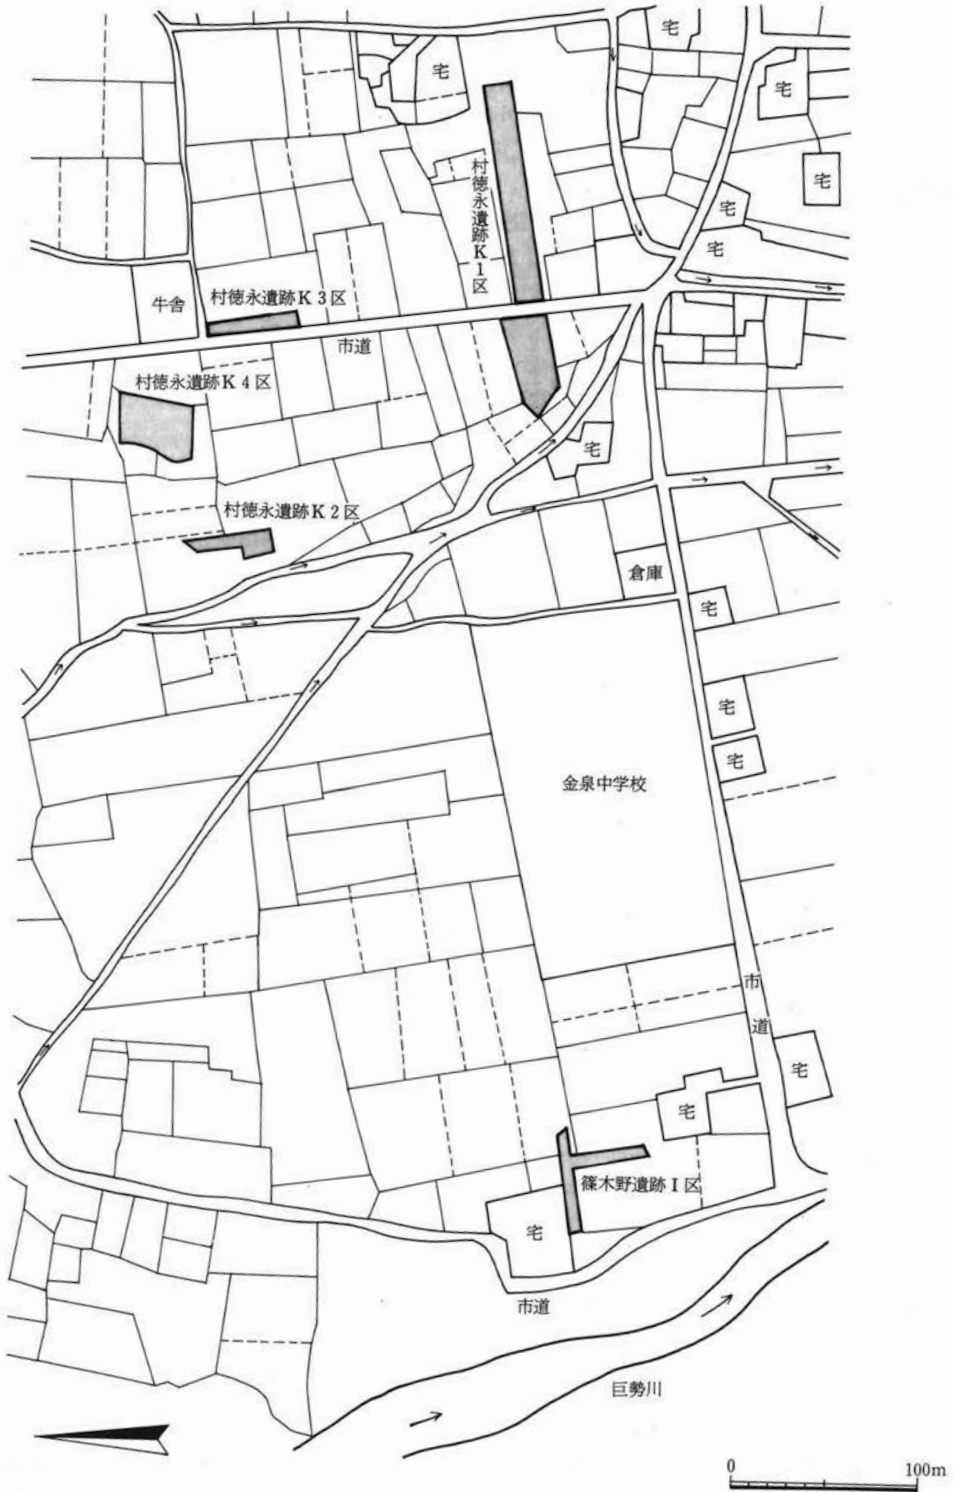 宅
宅
宅
宅
宅
宅
村徳永遺跡K1区
牛舎
村徳永遺跡K3区
市道
村徳永遺跡K4区
宅
村徳永遺跡K2区
倉庫
宅
宅
宅
金泉中学校
市道
宅
宅
篠木野遺跡I区
宅
市道
巨勢川
0
100m